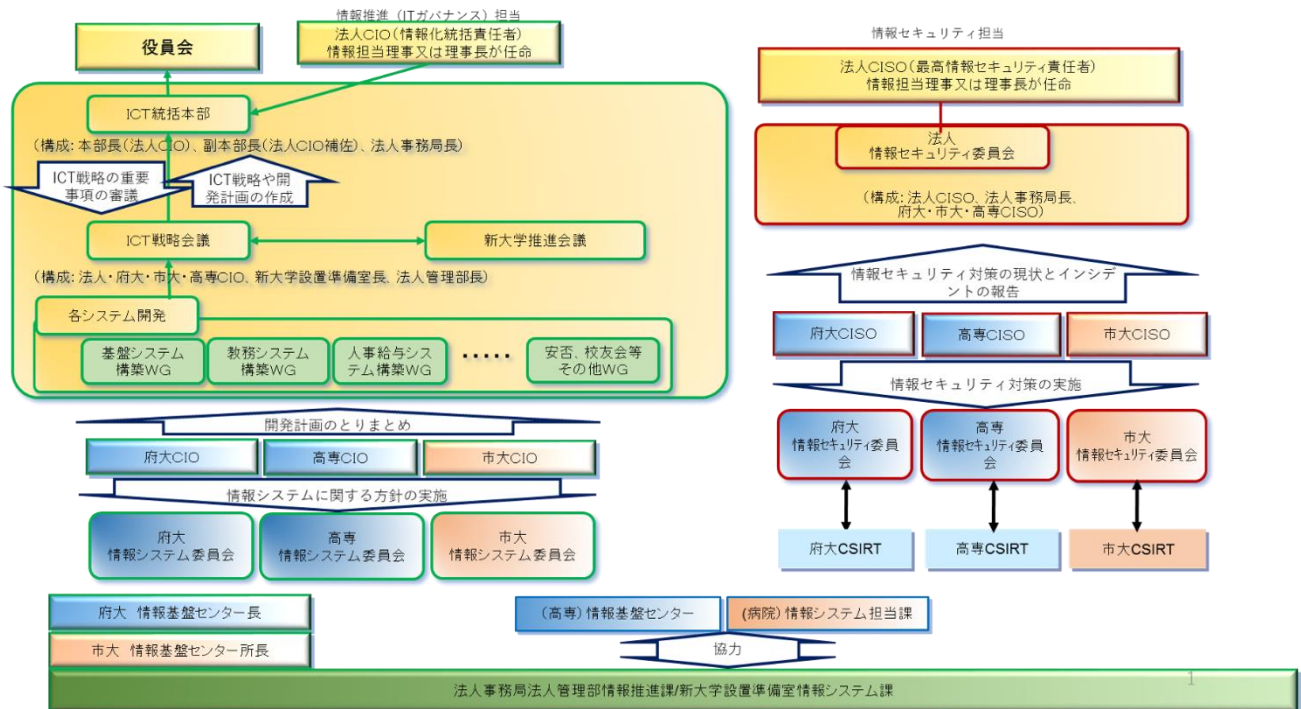 情報推進（ITガバナンス）担当
役員会
法人CIO（情報化統括責任者）
情報担当理事又は理事長が任命
ICT統括本部
（構成: 本部長（法人CIO）、副本部長（法人CIO補佐）、法人事務局長）
ICT戦略の重要
事項の審議
ICT戦略や開
発計画の作成
ICT戦略会議
新大学推進会議
（構成: 法人・府大・市大・高専CIO、新大学設置準備室長、法人管理部長）
各システム開発
基盤システム
構築WG
教務システム
構築WG
人事給与シス
テム構築WG
・・・・・
安否、校友会等
その他WG
開発計画のとりまとめ
府大CIO
高専CIO
市大CIO
情報システムに関する方針の実施
府大
情報システム委員会
高専
情報システム委員会
市大
情報システム委員会
情報セキュリティ担当
法人CISO（最高情報セキュリティ責任者）
情報担当理事又は理事長が任命
法人
情報セキュリティ委員会
（構成: 法人CISO、法人事務局長、
府大・市大・高専CISO）
情報セキュリティ対策の現状とインシデ
ントの報告
府大CISO
高専CISO
市大CISO
情報セキュリティ対策の実施
府大
情報セキュリティ委員
会
高専
情報セキュリティ委員
会
市大
情報セキュリティ委員会
府大CSIRT
高専CSIRT
市大CSIRT
府大 情報基盤センター長
市大 情報基盤センター所長
（高専）情報基盤センター
(病院）情報システム担当課
協力
法人事務局法人管理部情報推進課/新大学設置準備室情報システム課
1